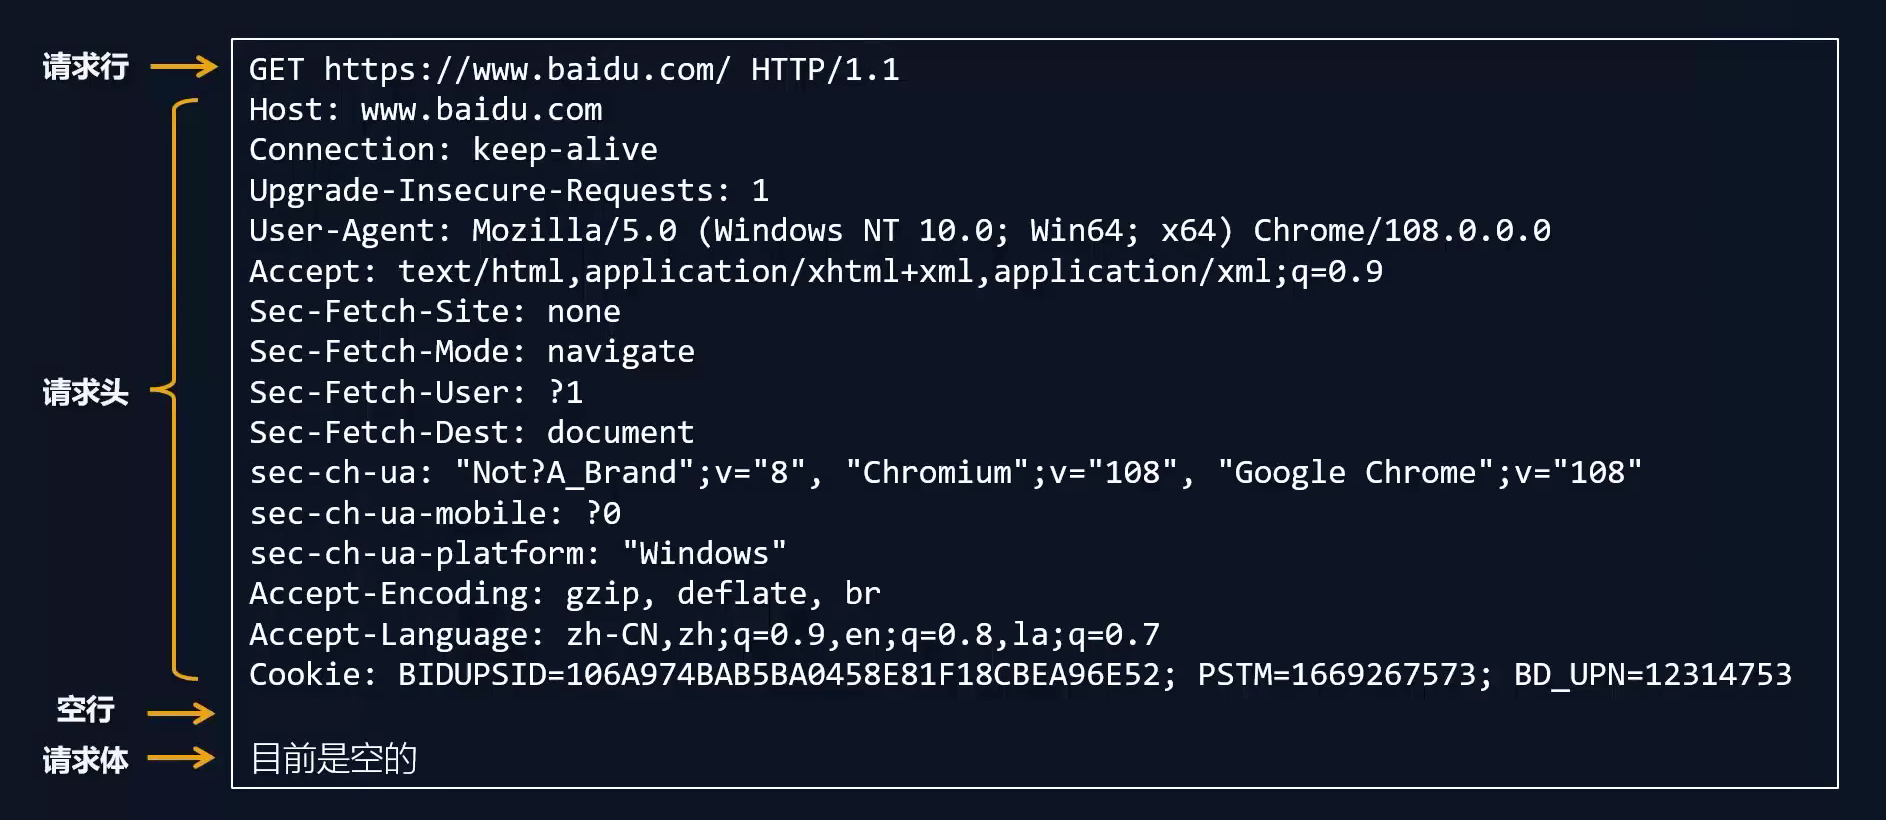 请求行 GET https://www.baidu.com/ HTTP/1.1
Host: www.baidu.com
Connection: keep-alive
Upgrade-Insecure-Requests: 1
User-Agent: Mozilla/5.0 (Windows NT 10.0; Win64; x64) Chrome/108.0.0.0
Accept: text/html,application/xhtml+xml,application/xml;q=0.9
Sec-Fetch-Site: none
Sec-Fetch-Mode: navigate
请求头 Sec-Fetch-User: ?1
Sec-Fetch-Dest: document
sec-ch-ua: "Not?A_Brand";v="8", "Chromium";v="108", "Google Chrome";v="108"
sec-ch-ua-mobile: ?0
sec-ch-ua-platform: "Windows"
Accept-Encoding: gzip, deflate, br
Accept-Language: zh-CN,zh;q=0.9,en;q=0.8,la;q=0.7
Cookie: BIDUPSID=106A974BAB5BA0458E81F18CBEA96E52; PSTM=1669267573; BD_UPN=12314753
空行
请求体 目前是空的